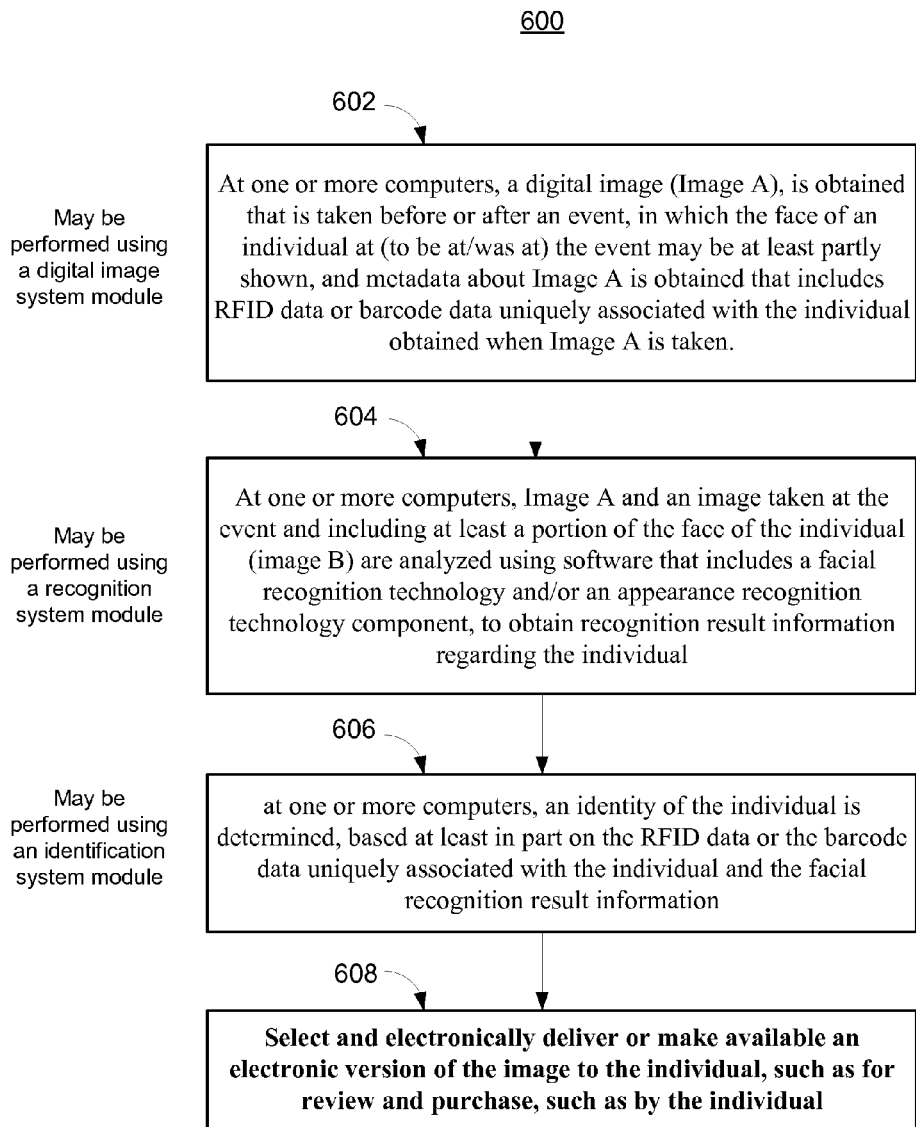 600
602
May be
performed using
a digital image
system module
At one or more computers, a digital image (Image A), is obtained
that is taken before or after an event, in which the face of an
individual at (to be at/was at) the event may be at least partly
shown, and metadata about Image A is obtained that includes
RFID data or barcode data uniquely associated with the individual
obtained when Image A is taken.
604
May be
performed using
a recognition
system module
At one or more computers, Image A and an image taken at the
event and including at least a portion of the face of the individual
(image B) are analyzed using software that includes a facial
recognition technology and/or an appearance recognition
technology component, to obtain recognition result information
regarding the individual
606
May be
performed using
an identification
system module
at one or more computers, an identity of the individual is
determined, based at least in part on the RFID data or the barcode
data uniquely associated with the individual and the facial
recognition result information
608
Select and electronically deliver or make available an
electronic version of the image to the individual, such as for
review and purchase, such as by the individual